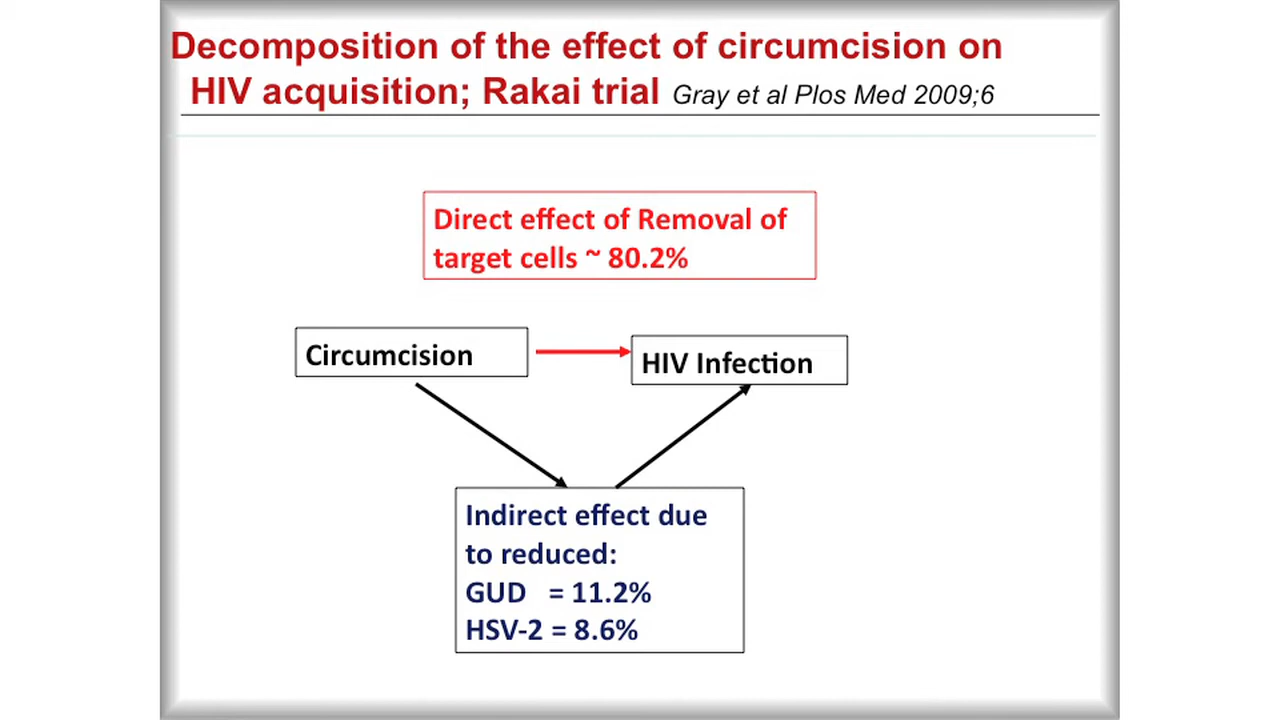 Decomposition of the effect of circumcision on
HIV acquisition; Rakai trial Gray et al Plos Med 2009;6
Direct effect of Removal of
target cells ~ 80.2%
Circumcision
HIV Infection
Indirect effect due
to reduced:
GUD = 11.2%
HSV-2 = 8.6%